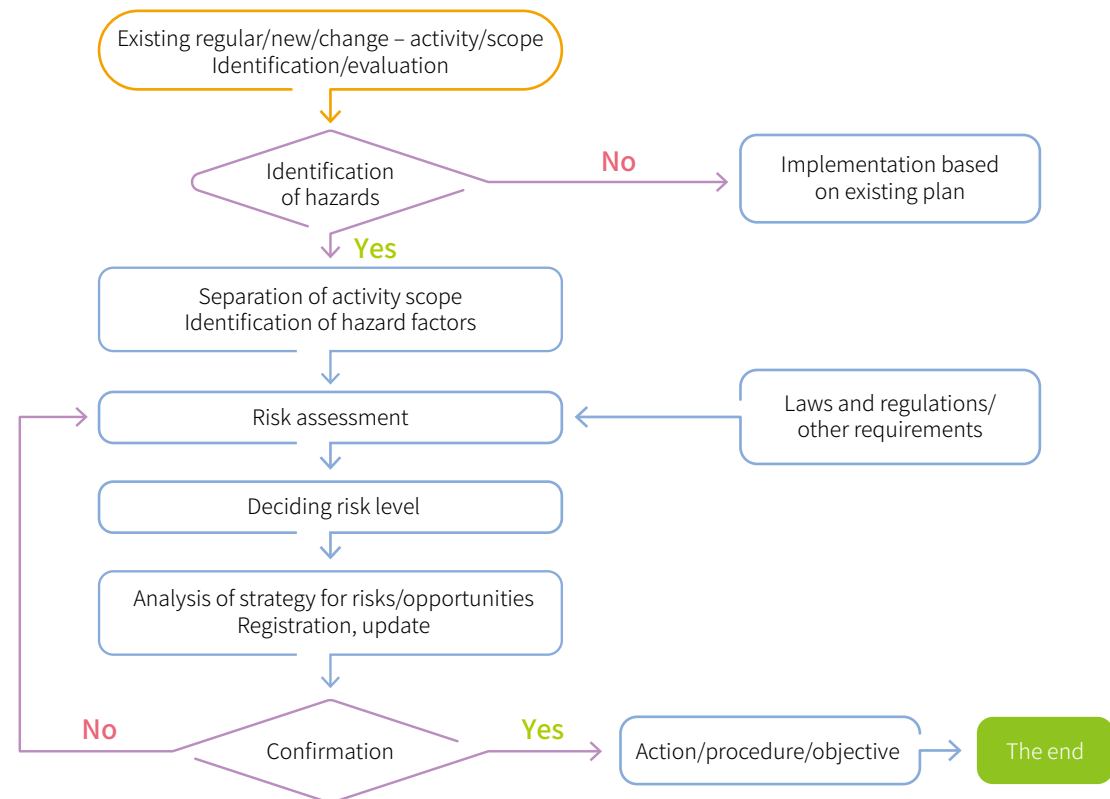 Existing regular/new/change – activity/scope
Identification/evaluation
Identification
of hazards
No
Implementation based
on existing plan
Yes
Separation of activity scope
Identification of hazard factors
Risk assessment
Laws and regulations/
other requirements
Deciding risk level
Analysis of strategy for risks/opportunities
Registration, update
No
Confirmation
Yes
Action/procedure/objective
The end